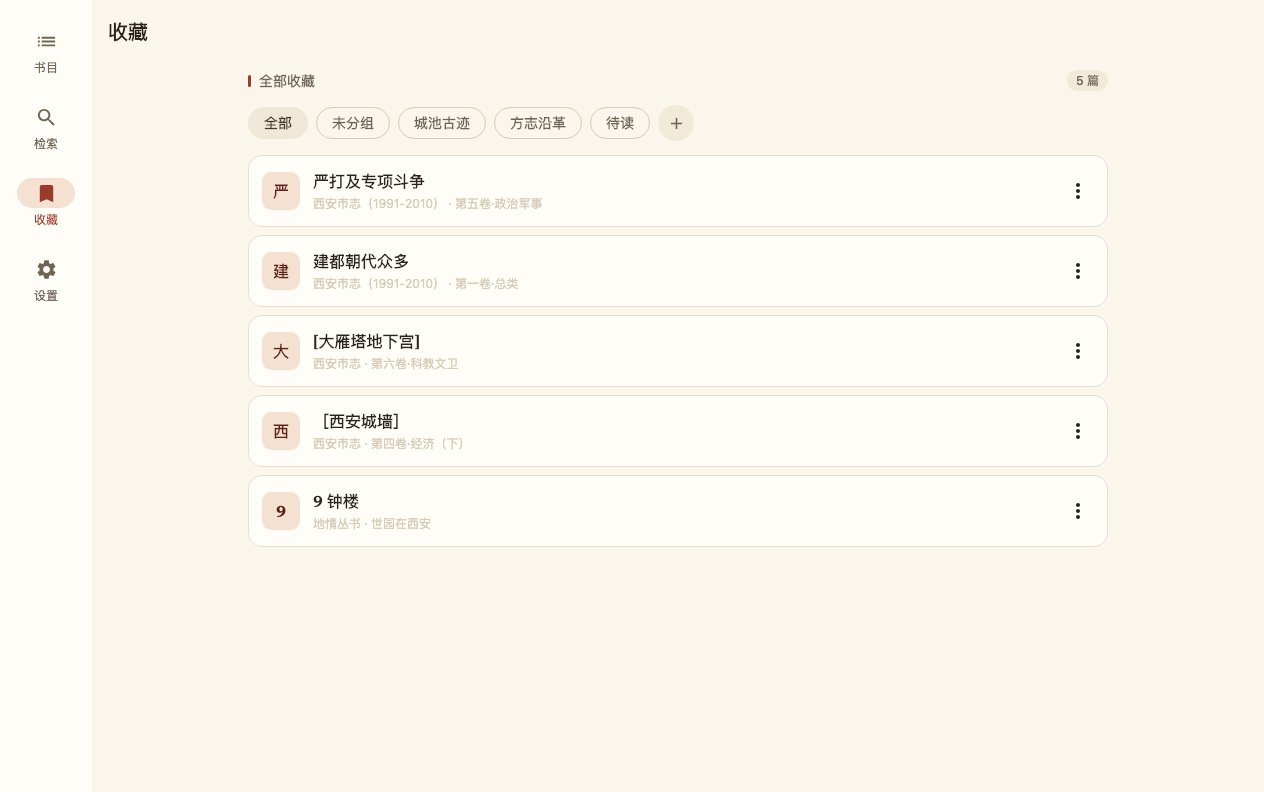 收藏
书目
检索
收藏
设置
全部收藏
5 篇
全部
未分组
城池古迹
方志沿革
待读
+
严
严打及专项斗争
西安市志（1991-2010） · 第五卷·政治军事
建
建都朝代众多
西安市志（1991-2010） · 第一卷·总类
大
[大雁塔地下宫]
西安市志 · 第六卷·科教文卫
西
［西安城墙］
西安市志 · 第四卷·经济（下）
9
9 钟楼
地情丛书 · 世园在西安